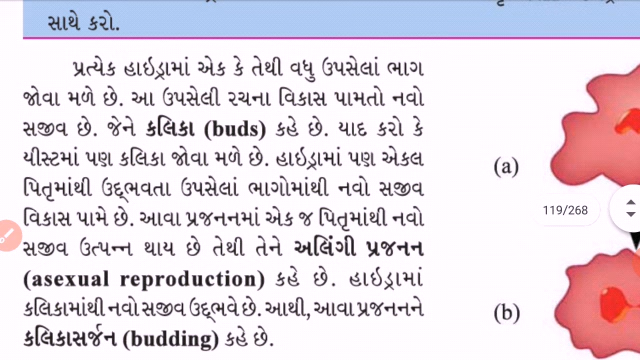 સાથે કરો.
પ્રત્યેક હાઇડ્રામાં એક કે તેથી વધુ ઉપસેલાં ભાગ
જોવા મળે છે. આ ઉપસેલી રચના વિકાસ પામતો નવો
સજીવ છે. જેને કલિકા (buds) કહે છે. યાદ કરો કે
યીસ્ટમાં પણ કલિકા જોવા મળે છે. હાઇડ્રામાં પણ એકલ
પિતૃમાંથી ઉદ્ભવતા ઉપસેલાં ભાગોમાંથી નવો સજીવ
વિકાસ પામે છે. આવા પ્રજનનમાં એક જ પિતૃમાંથી નવો
સજીવ ઉત્પન્ન થાય છે તેથી તેને અલિંગી પ્રજનન
(asexual reproduction) કહે છે. હાઇડ્રામાં
કલિકામાંથી નવો સજીવ ઉદ્ભવે છે. આથી, આવા પ્રજનનને
કલિકાસર્જન (budding) કહે છે.
(a)
119/268
(b)